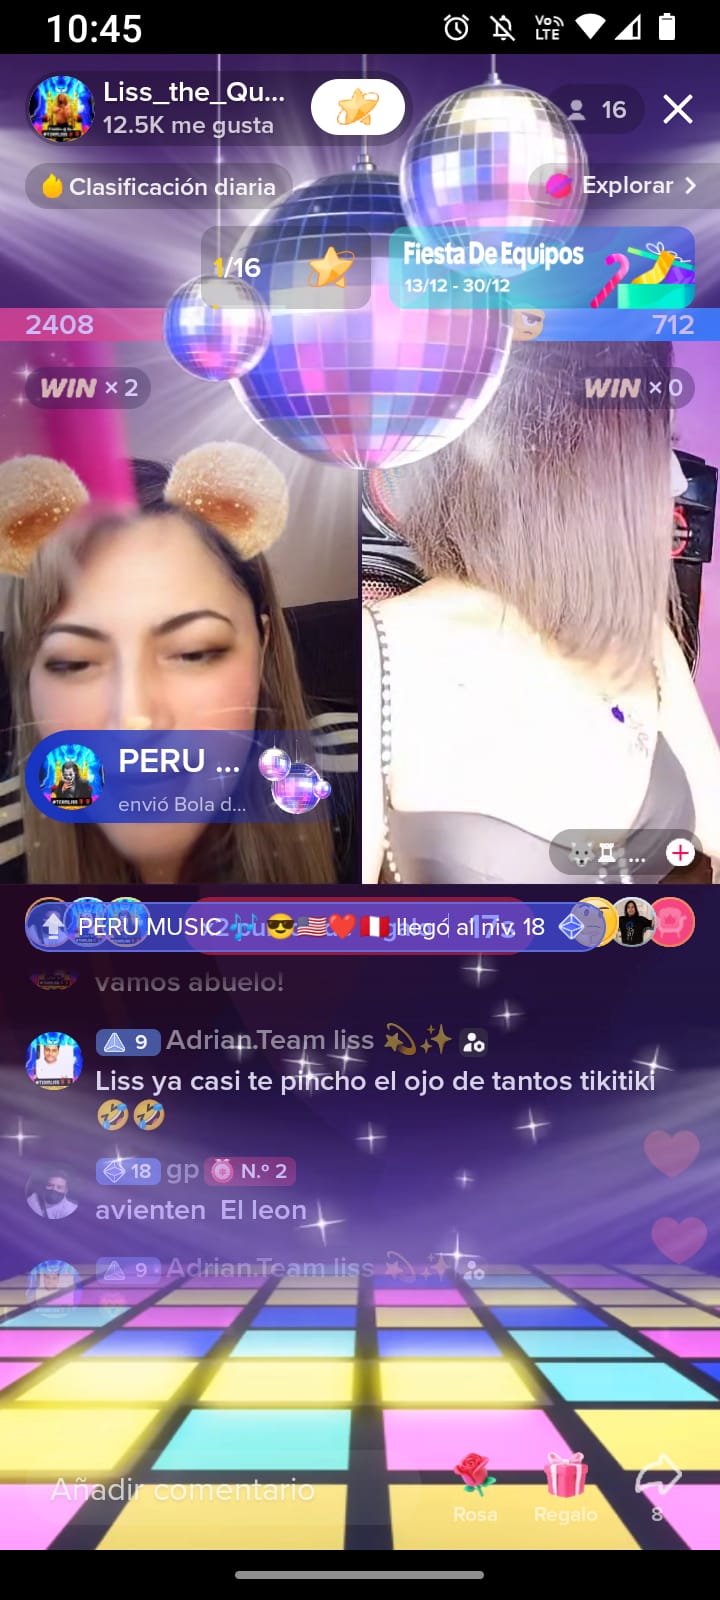 10:45
Vo LTE
Liss_the_Qu...
12.5K me gusta
16
Clasificación diaria
Explorar
1/16
Fiesta De Equipos
13/12 - 30/12
2408
712
WIN × 2
WIN × 0
PERU ...
envió Bola d...
...
PERU MUSIC 🎶 😎🇺🇸❤️🇵🇪 llegó al niv. 18
17s
vamos abuelo!
9 Adrian.Team liss 💫✨
Liss ya casi te pincho el ojo de tantos tikitiki
🤣🤣
18 gp N.º 2
avienten El leon
9 Adrian.Team liss 💫✨
Añadir comentario
Rosa
Regalo
8